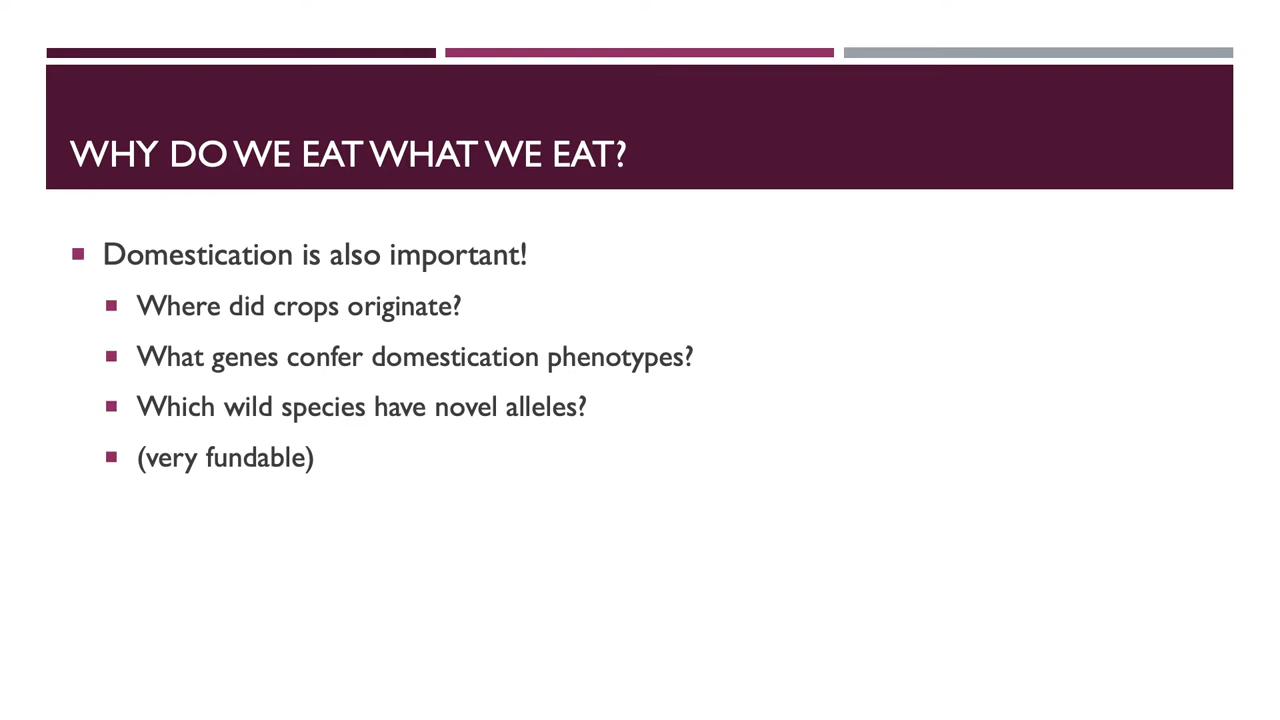 WHY DO WE EAT WHAT WE EAT?
Domestication is also important!
Where did crops originate?
What genes confer domestication phenotypes?
Which wild species have novel alleles?
(very fundable)